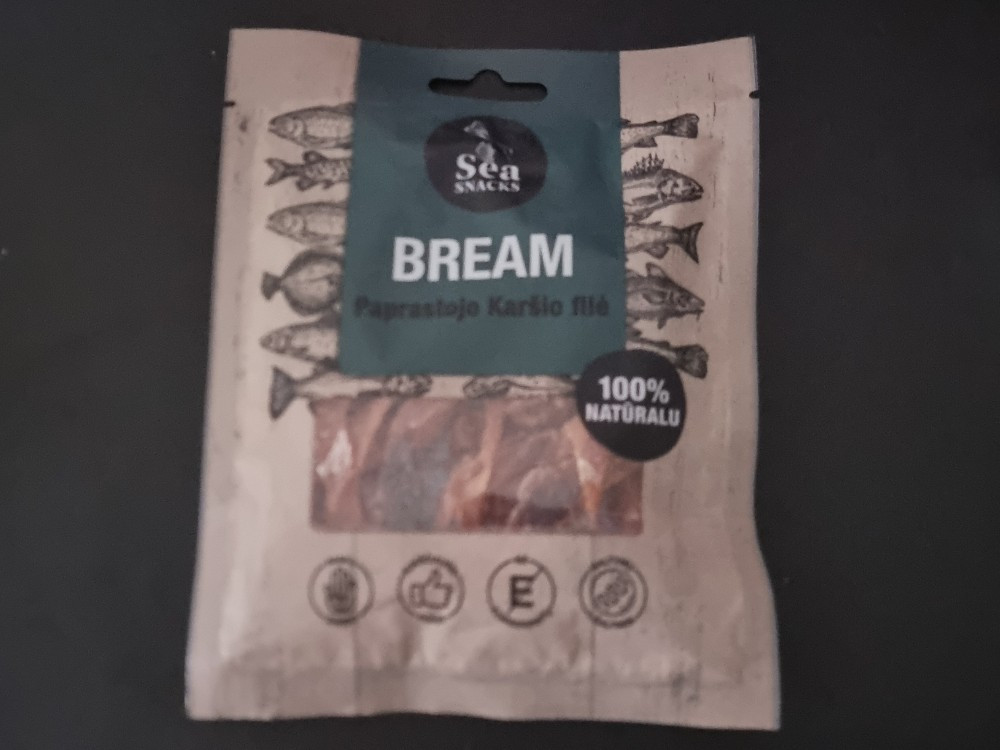 Sea
SNACKS
BREAM
Paprastojo Karšio filė
100%
NATŪRALU
E